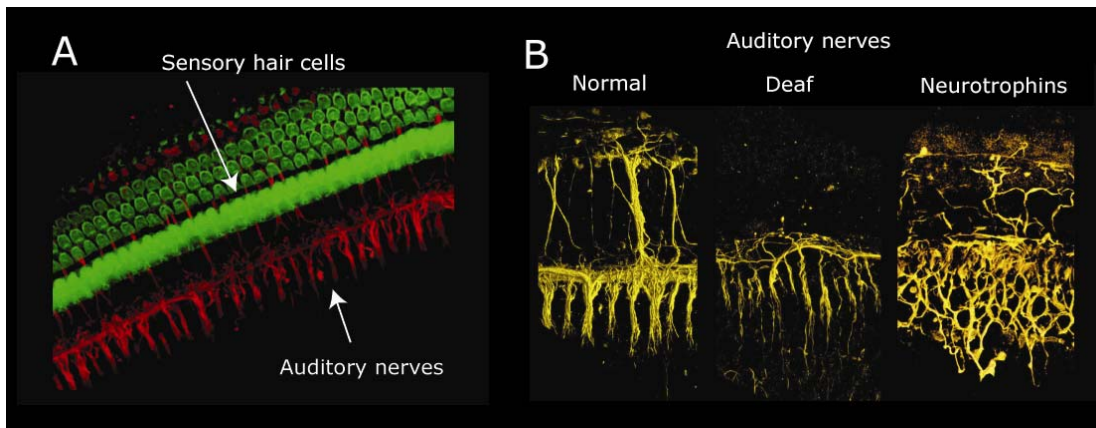 A
Sensory hair cells
Auditory nerves
B
Auditory nerves
Normal
Deaf
Neurotrophins